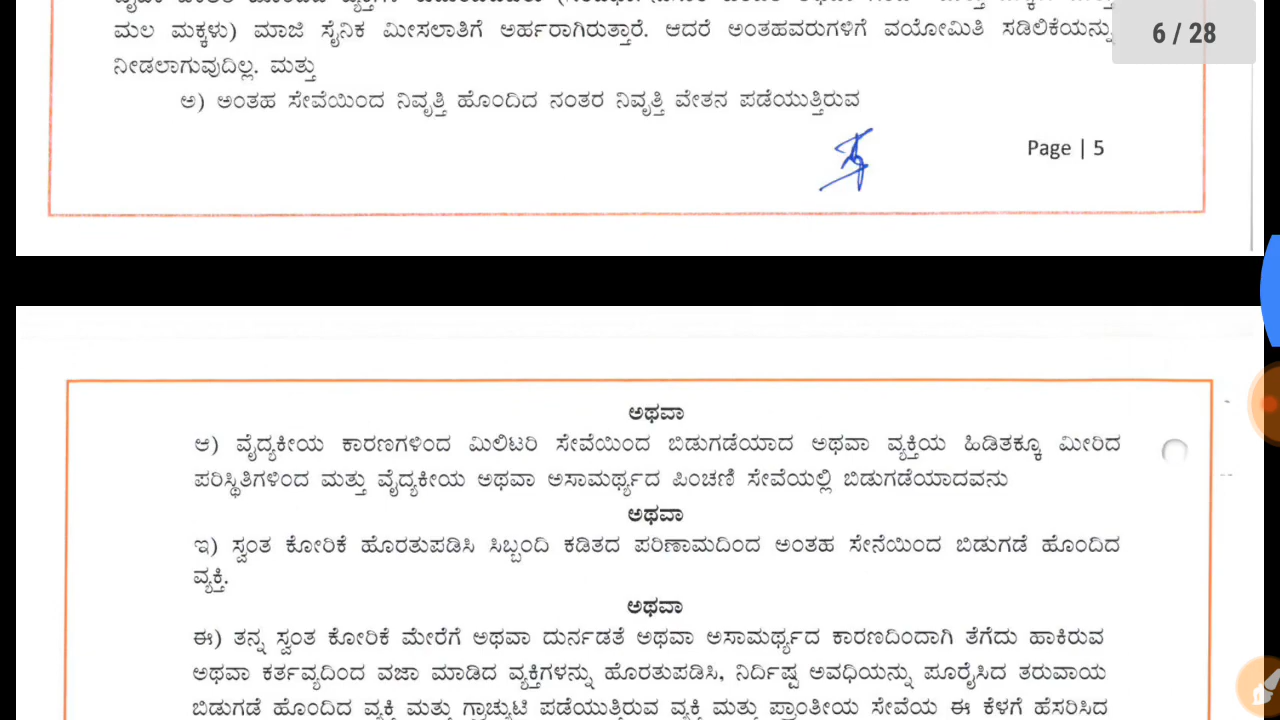 ಮಲ ಮಕ್ಕಳು) ಮಾಜಿ ಸೈನಿಕ ಮೀಸಲಾತಿಗೆ ಅರ್ಹರಾಗಿರುತ್ತಾರೆ. ಆದರೆ ಅಂತಹವರುಗಳಿಗೆ ವಯೋಮಿತಿ ಸಡಿಲಿಕೆಯನ್ನು
6 / 28
ನೀಡಲಾಗುವುದಿಲ್ಲ. ಮತ್ತು
ಅ) ಅಂತಹ ಸೇವೆಯಿಂದ ನಿವೃತ್ತಿ ಹೊಂದಿದ ನಂತರ ನಿವೃತ್ತಿ ವೇತನ ಪಡೆಯುತ್ತಿರುವ
Page | 5
ಅಥವಾ
ಆ) ವೈದ್ಯಕೀಯ ಕಾರಣಗಳಿಂದ ಮಿಲಿಟರಿ ಸೇವೆಯಿಂದ ಬಿಡುಗಡೆಯಾದ ಅಥವಾ ವ್ಯಕ್ತಿಯ ಹಿಡಿತಕ್ಕೂ ಮೀರಿದ
ಪರಿಸ್ಥಿತಿಗಳಿಂದ ಮತ್ತು ವೈದ್ಯಕೀಯ ಅಥವಾ ಅಸಾಮರ್ಥ್ಯದ ಪಿಂಚಣಿ ಸೇವೆಯಲ್ಲಿ ಬಿಡುಗಡೆಯಾದವನು
ಅಥವಾ
ಇ) ಸ್ವಂತ ಕೋರಿಕೆ ಹೊರತುಪಡಿಸಿ ಸಿಬ್ಬಂದಿ ಕಡಿತದ ಪರಿಣಾಮದಿಂದ ಅಂತಹ ಸೇನೆಯಿಂದ ಬಿಡುಗಡೆ ಹೊಂದಿದ
ವ್ಯಕ್ತಿ.
ಅಥವಾ
ಈ) ತನ್ನ ಸ್ವಂತ ಕೋರಿಕೆ ಮೇರೆಗೆ ಅಥವಾ ದುರ್ನಡತೆ ಅಥವಾ ಅಸಾಮರ್ಥ್ಯದ ಕಾರಣದಿಂದಾಗಿ ತೆಗೆದು ಹಾಕಿರುವ
ಅಥವಾ ಕರ್ತವ್ಯದಿಂದ ವಜಾ ಮಾಡಿದ ವ್ಯಕ್ತಿಗಳನ್ನು ಹೊರತುಪಡಿಸಿ, ನಿರ್ದಿಷ್ಟ ಅವಧಿಯನ್ನು ಪೂರೈಸಿದ ತರುವಾಯ
ಬಿಡುಗಡೆ ಹೊಂದಿದ ವ್ಯಕ್ತಿ ಮತ್ತು ಗ್ರಾಚ್ಯುಟಿ ಪಡೆಯುತ್ತಿರುವ ವ್ಯಕ್ತಿ ಮತ್ತು ಪ್ರಾಂತೀಯ ಸೇವೆಯ ಈ ಕೆಳಗೆ ಹೆಸರಿಸಿದ